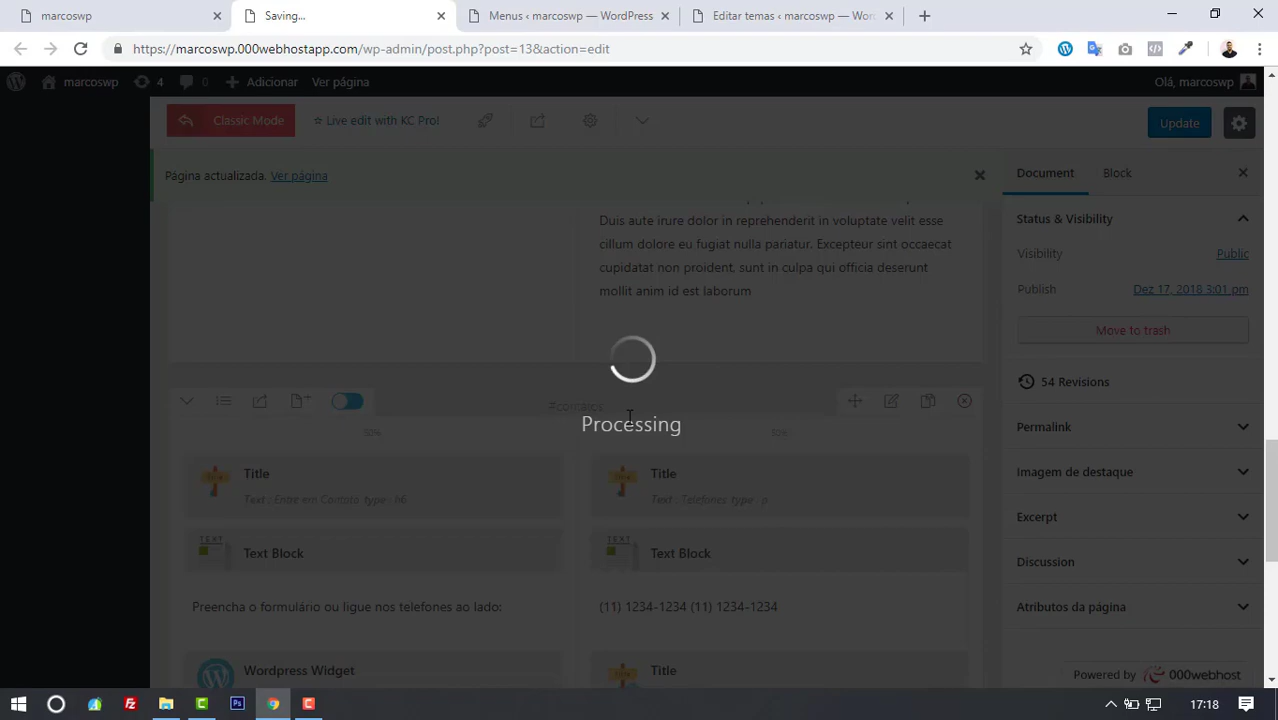 marcoswp
Saving...
Menus ‹ marcoswp — WordPress
Editar temas ‹ marcoswp — Wor
https://marcoswp.000webhostapp.com/wp-admin/post.php?post=13&action=edit
marcoswp
4
0
Adicionar
Ver página
Olá, marcoswp
Classic Mode
Live edit with KC Pro!
Update
Página actualizada. Ver página
Document
Block
Duis aute irure dolor in reprehenderit in voluptate velit esse
cillum dolore eu fugiat nulla pariatur. Excepteur sint occaecat
cupidatat non proident, sunt in culpa qui officia deserunt
mollit anim id est laborum
Status & Visibility
Visibility
Public
Publish
Dez 17, 2018 3:01 pm
Move to trash
54 Revisions
Permalink
Imagem de destaque
Excerpt
Discussion
Atributos da página
Powered by 000webhost
#contatos
Processing
50%
50%
Title
Text : Entre em Contato type : h6
Title
Text : Telefones type : p
TEXT
Text Block
TEXT
Text Block
Preencha o formulário ou ligue nos telefones ao lado:
(11) 1234-1234 (11) 1234-1234
Wordpress Widget
Title
17:18